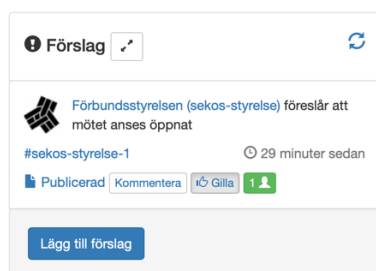 Förslag
Förbundsstyrelsen (sekos-styrelse) föreslår att
mötet anses öppnat
#sekos-styrelse-1 29 minuter sedan
Publicerad Kommentera Gilla 1
Lägg till förslag